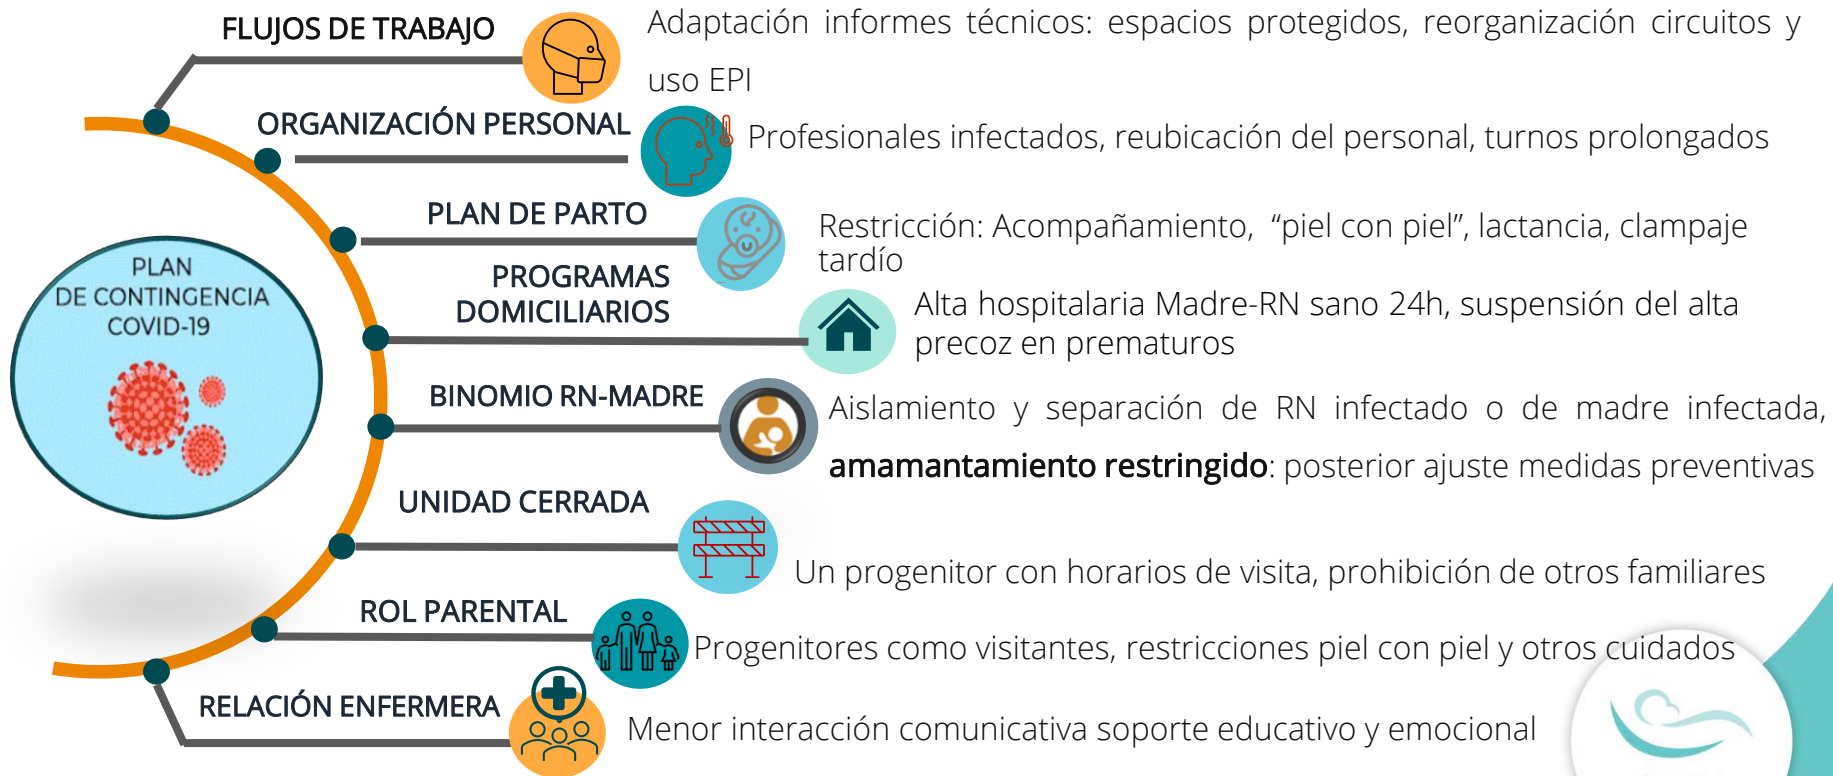 FLUJOS DE TRABAJO
Adaptación informes técnicos: espacios protegidos, reorganización circuitos y
uso EPI
ORGANIZACIÓN PERSONAL
Profesionales infectados, reubicación del personal, turnos prolongados
PLAN DE PARTO
Restricción: Acompañamiento, “piel con piel”, lactancia, clampaje
tardío
PLAN
DE CONTINGENCIA
COVID-19
PROGRAMAS
DOMICILIARIOS
Alta hospitalaria Madre-RN sano 24h, suspensión del alta
precoz en prematuros
BINOMIO RN-MADRE
Aislamiento y separación de RN infectado o de madre infectada,
amamantamiento restringido: posterior ajuste medidas preventivas
UNIDAD CERRADA
Un progenitor con horarios de visita, prohibición de otros familiares
ROL PARENTAL
Progenitores como visitantes, restricciones piel con piel y otros cuidados
RELACIÓN ENFERMERA
Menor interacción comunicativa soporte educativo y emocional